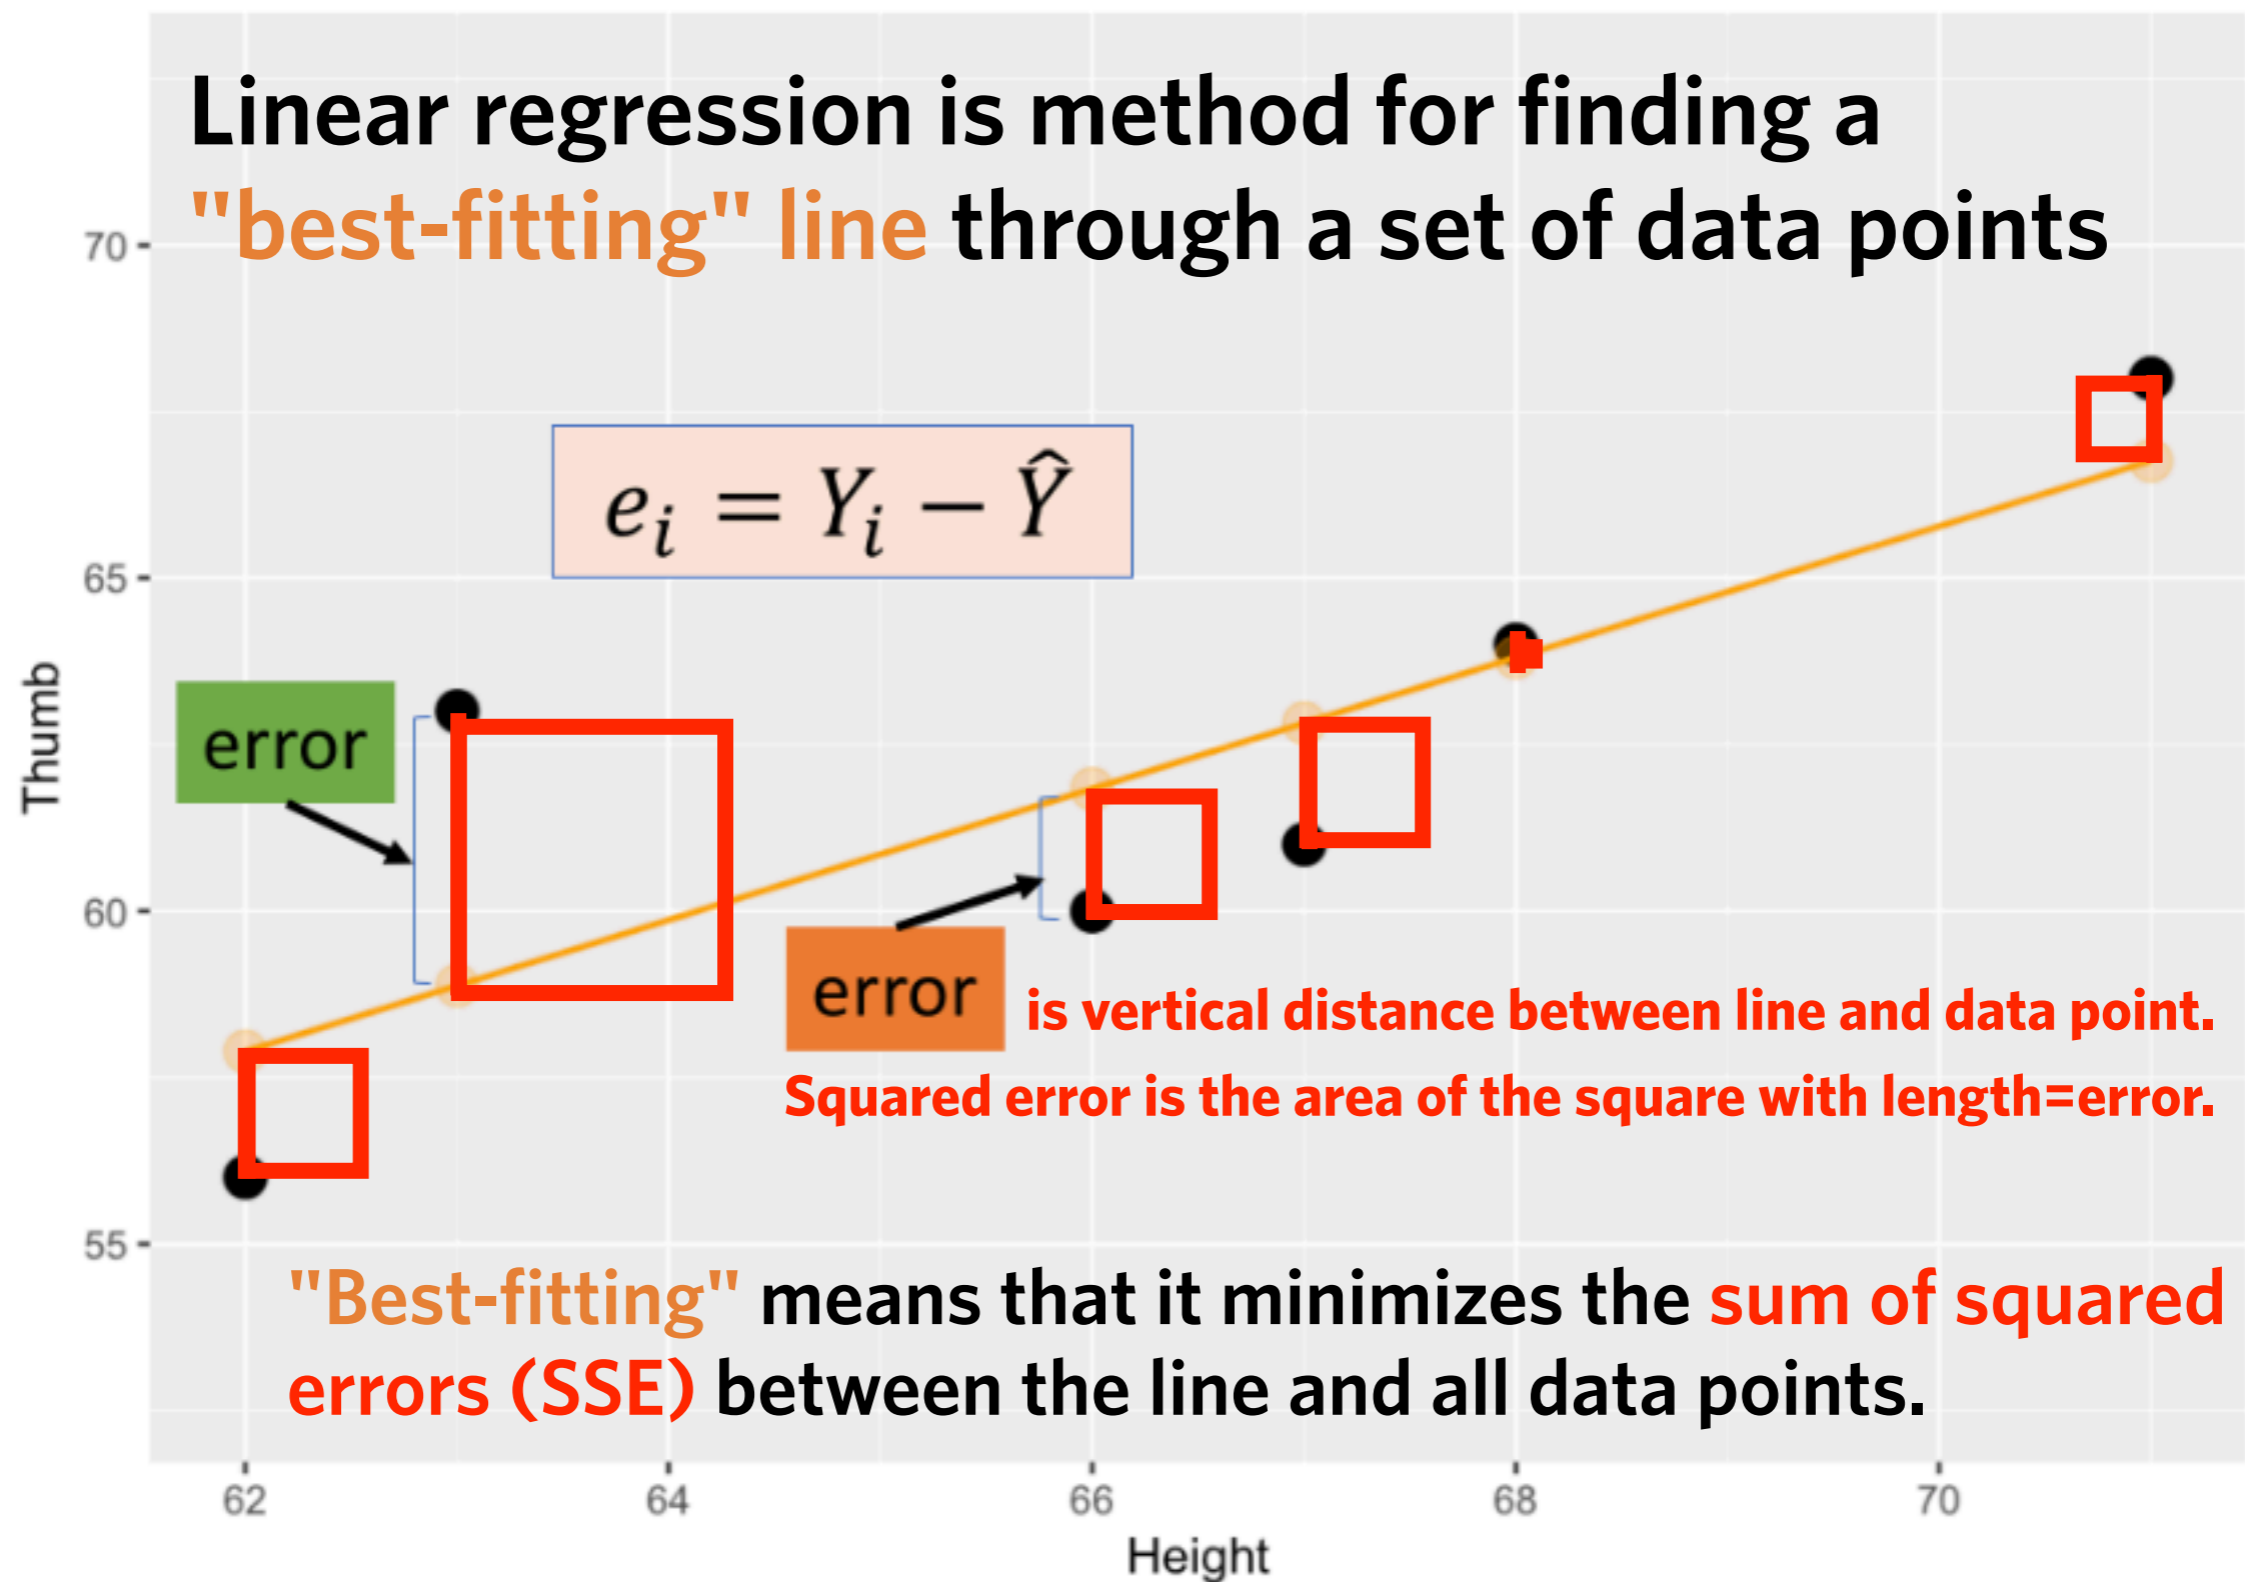 Linear regression is method for finding a
"best-fitting" line through a set of data points
70
e_i = Y_i − Ŷ
65
Thumb
error
60
error is vertical distance between line and data point.
Squared error is the area of the square with length=error.
55
"Best-fitting" means that it minimizes the sum of squared
errors (SSE) between the line and all data points.
62 64 66 68 70
Height